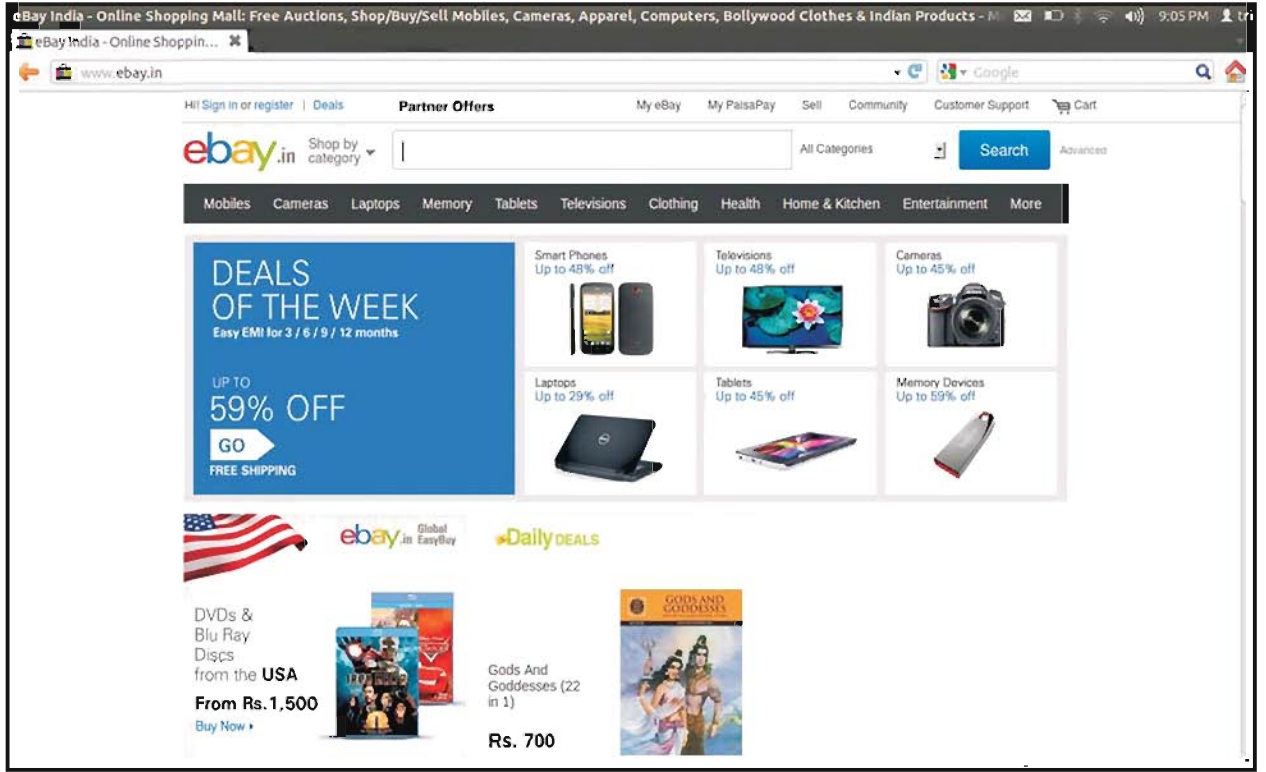 eBay India - Online Shopping Mall: Free Auctions, Shop/Buy/Sell Mobiles, Cameras, Apparel, Computers, Bollywood Clothes & Indian Products - M 9:05 PM tri
eBay India - Online Shoppin...
www.ebay.in Google
Hi! Sign in or register | Deals Partner Offers My eBay My PaisaPay Sell Community Customer Support Cart
ebay.in Shop by category All Categories Search Advanced
Mobiles Cameras Laptops Memory Tablets Televisions Clothing Health Home & Kitchen Entertainment More
DEALS
OF THE WEEK
Easy EMI for 3 / 6 / 9 / 12 months
UP TO
59% OFF
GO
FREE SHIPPING
Smart Phones
Up to 48% off
Televisions
Up to 48% off
Cameras
Up to 45% off
Laptops
Up to 29% off
Tablets
Up to 45% off
Memory Devices
Up to 59% off
ebay.in Global EasyBuy
Daily DEALS
DVDs &
Blu Ray
Discs
from the USA
From Rs.1,500
Buy Now
IRON MAN
Cars
Gods And
Goddesses (22
in 1)
Rs. 700
GODS AND
GODDESSES